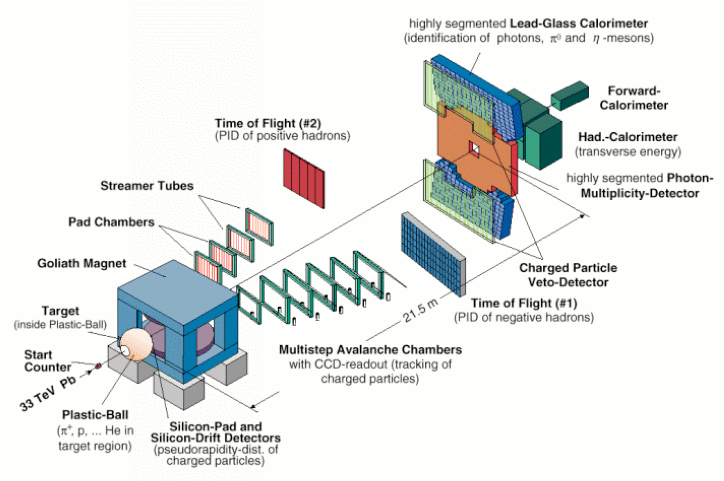 highly segmented Lead-Glass Calorimeter
(identification of photons, π⁰ and η -mesons)
Forward-
Calorimeter
Time of Flight (#2)
(PID of positive hadrons)
Had.-Calorimeter
(transverse energy)
highly segmented Photon-
Multiplicity-Detector
Streamer Tubes
Pad Chambers
Goliath Magnet
Charged Particle
Veto-Detector
Target
(inside Plastic-Ball)
21.5 m
Time of Flight (#1)
(PID of negative hadrons)
Start
Counter
Multistep Avalanche Chambers
with CCD-readout (tracking of
charged particles)
33 TeV Pb
Plastic-Ball
(π⁺, p, ... He in
target region)
Silicon-Pad and
Silicon-Drift Detectors
(pseudorapidity-dist. of
charged particles)